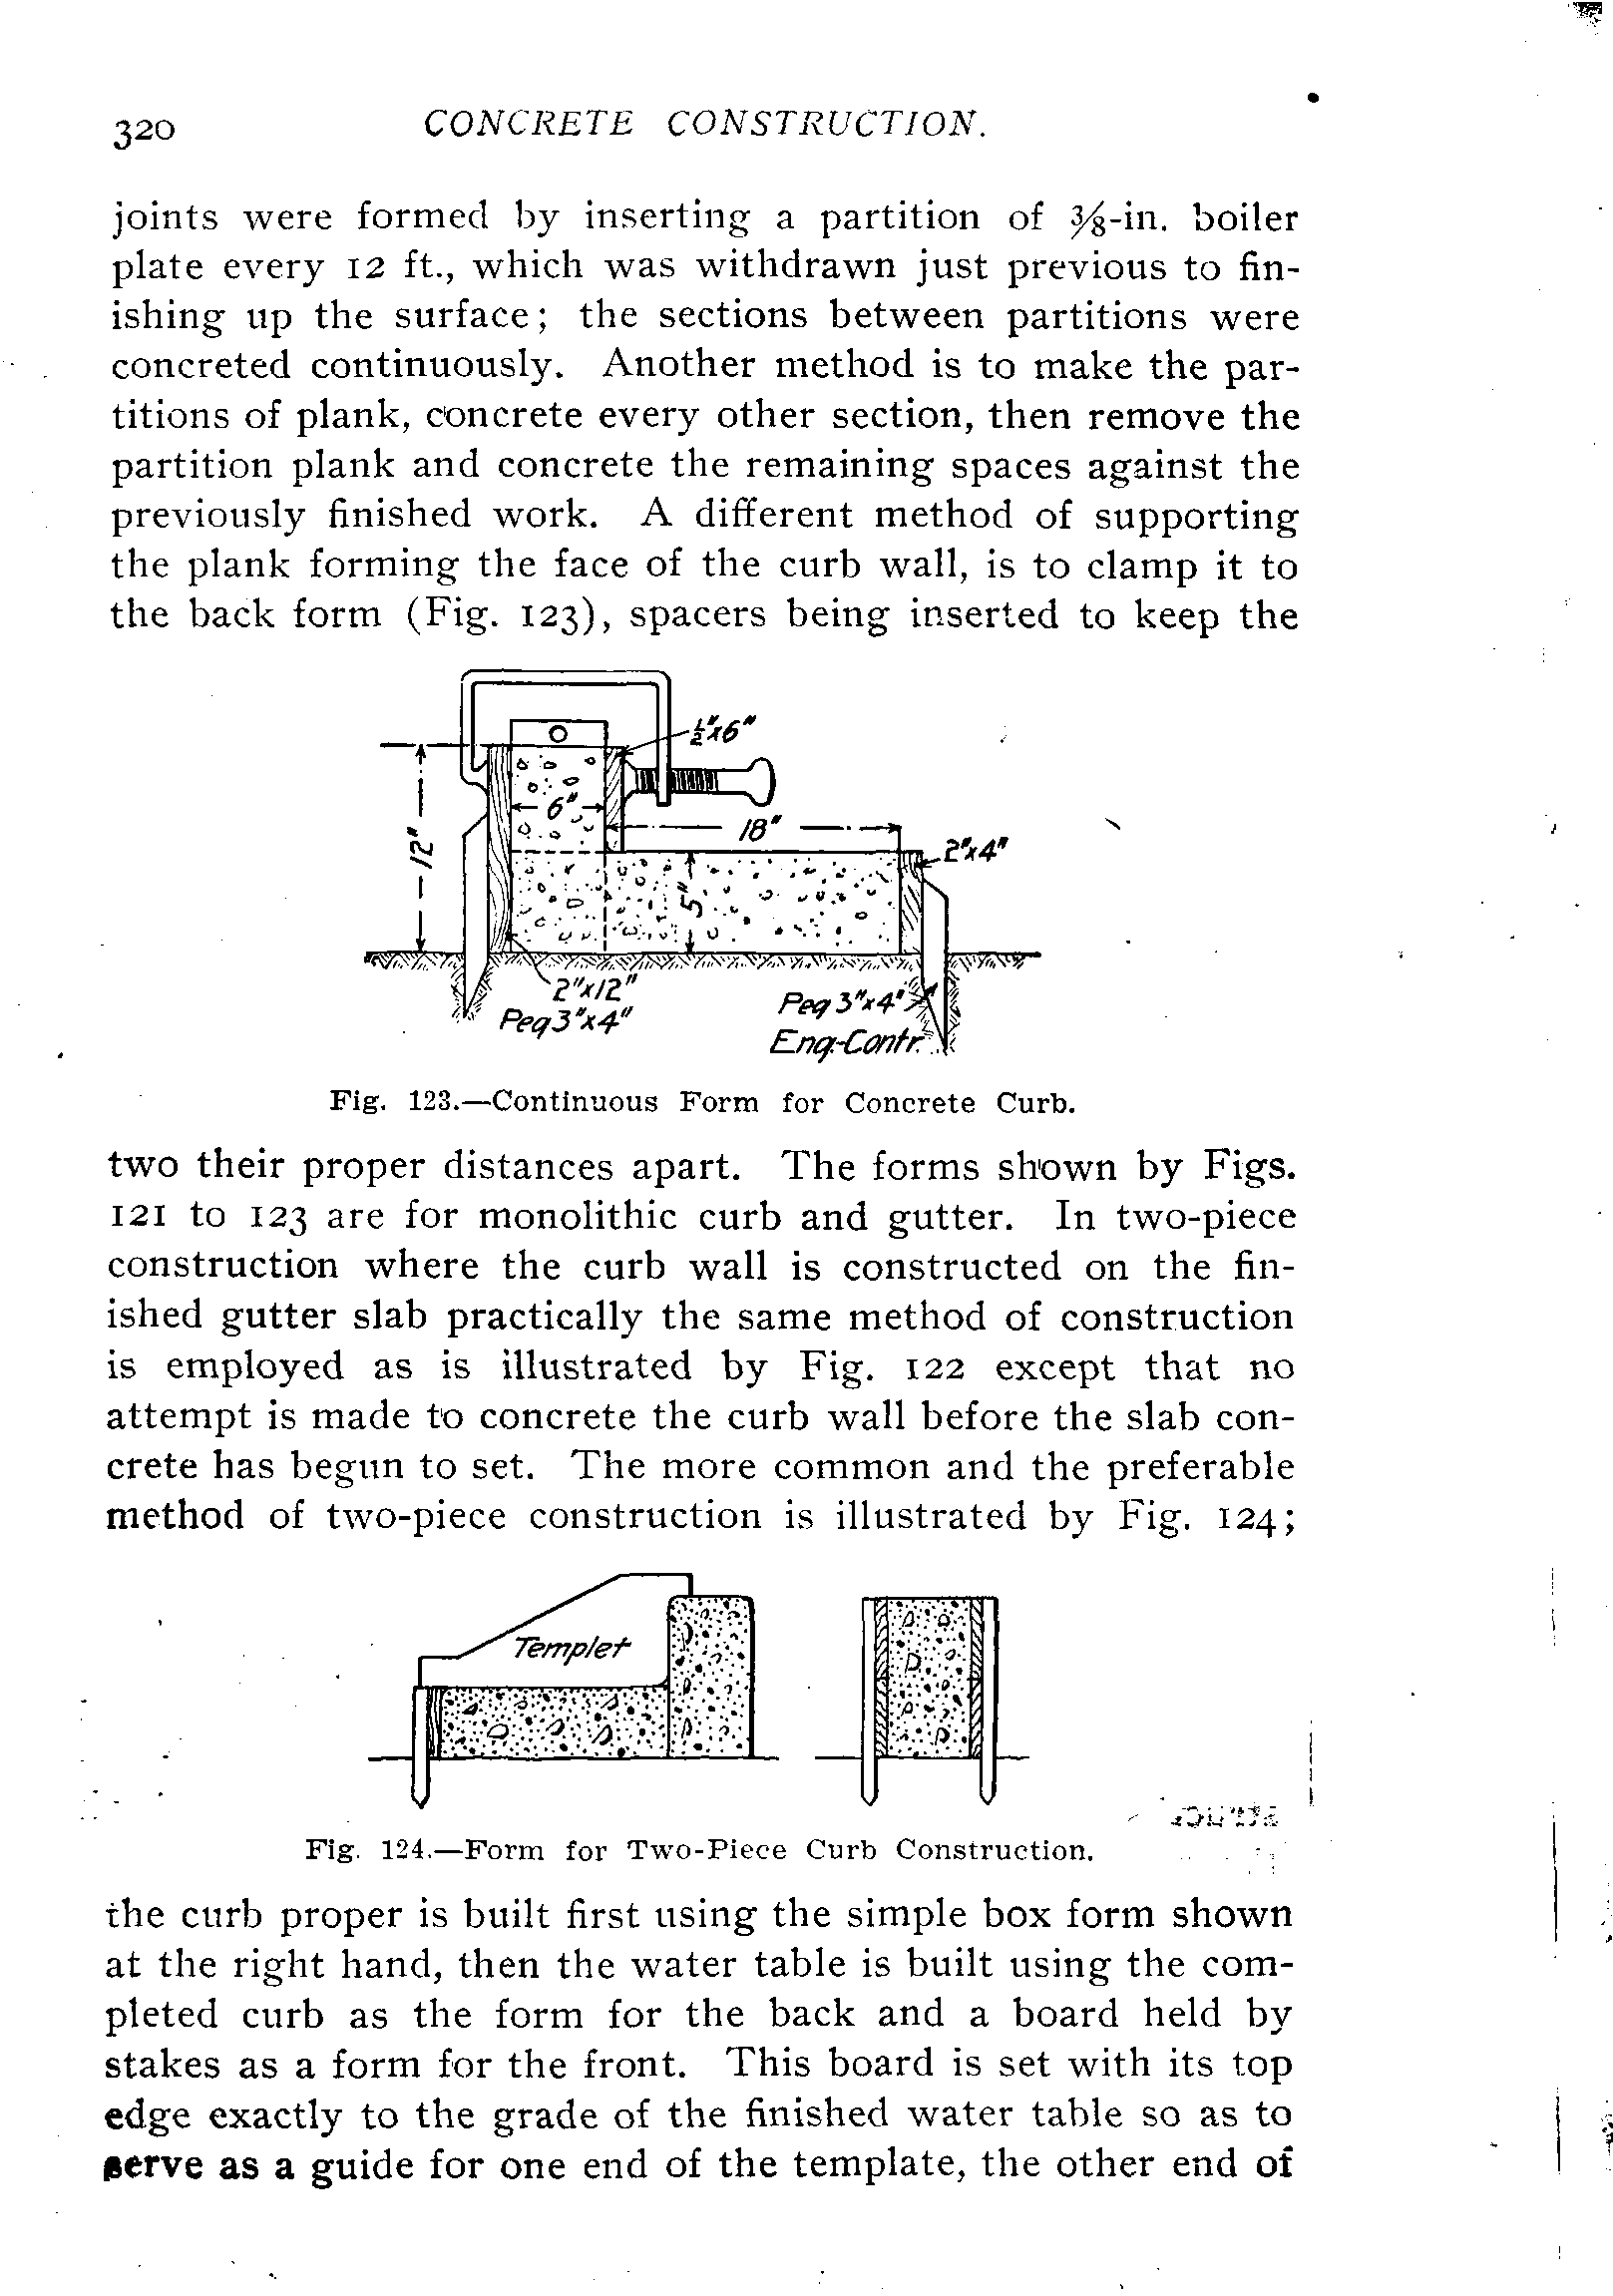 320
CONCRETE CONSTRUCTION.
joints were formed by inserting a partition of ⅜-in. boiler
plate every 12 ft., which was withdrawn just previous to fin-
ishing up the surface; the sections between partitions were
concreted continuously. Another method is to make the par-
titions of plank, concrete every other section, then remove the
partition plank and concrete the remaining spaces against the
previously finished work. A different method of supporting
the plank forming the face of the curb wall, is to clamp it to
the back form (Fig. 123), spacers being inserted to keep the
½"x6"
6"
18"
12"
2"x4"
5"
2"x12"
Peg 3"x4"
Peg 3"x4"
Eng.-Contr.
Fig. 123.—Continuous Form for Concrete Curb.
two their proper distances apart. The forms shown by Figs.
121 to 123 are for monolithic curb and gutter. In two-piece
construction where the curb wall is constructed on the fin-
ished gutter slab practically the same method of construction
is employed as is illustrated by Fig. 122 except that no
attempt is made to concrete the curb wall before the slab con-
crete has begun to set. The more common and the preferable
method of two-piece construction is illustrated by Fig. 124;
Templet
Fig. 124.—Form for Two-Piece Curb Construction.
the curb proper is built first using the simple box form shown
at the right hand, then the water table is built using the com-
pleted curb as the form for the back and a board held by
stakes as a form for the front. This board is set with its top
edge exactly to the grade of the finished water table so as to
serve as a guide for one end of the template, the other end of